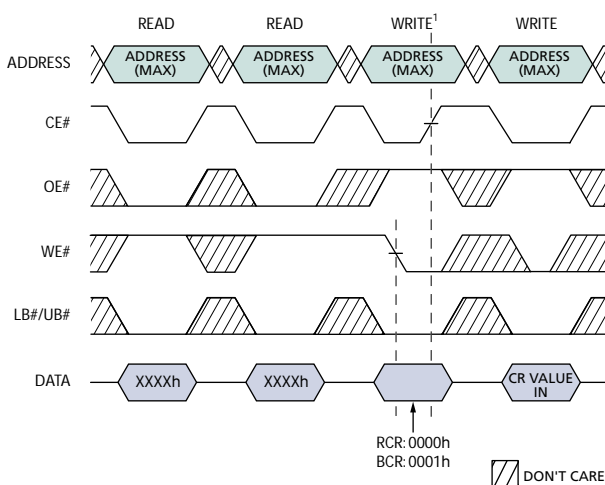 READ READ WRITE1 WRITE
ADDRESS
ADDRESS (MAX)
ADDRESS (MAX)
ADDRESS (MAX)
ADDRESS (MAX)
CE#
OE#
WE#
LB#/UB#
DATA XXXXh XXXXh CR VALUE IN
RCR: 0000h
BCR: 0001h
DON'T CARE